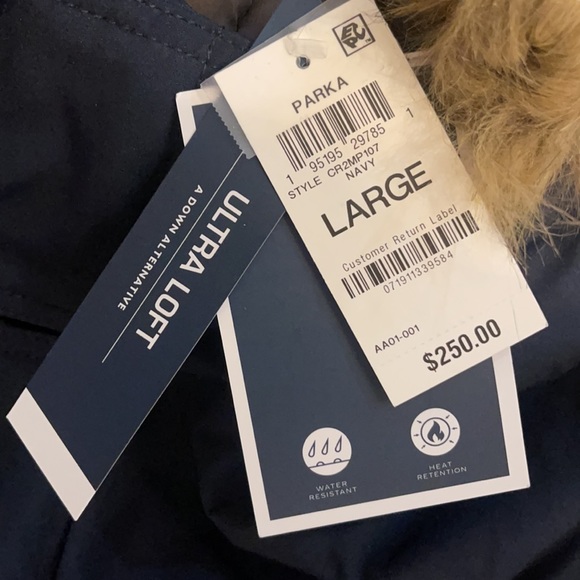 EPC
PARKA
1 95195 29785 1
STYLE CR2MP107
NAVY
LARGE
Customer Return Label
071911339584
AA01-001
$250.00
ULTRA LOFT
A DOWN ALTERNATIVE
WATER
RESISTANT
HEAT
RETENTION